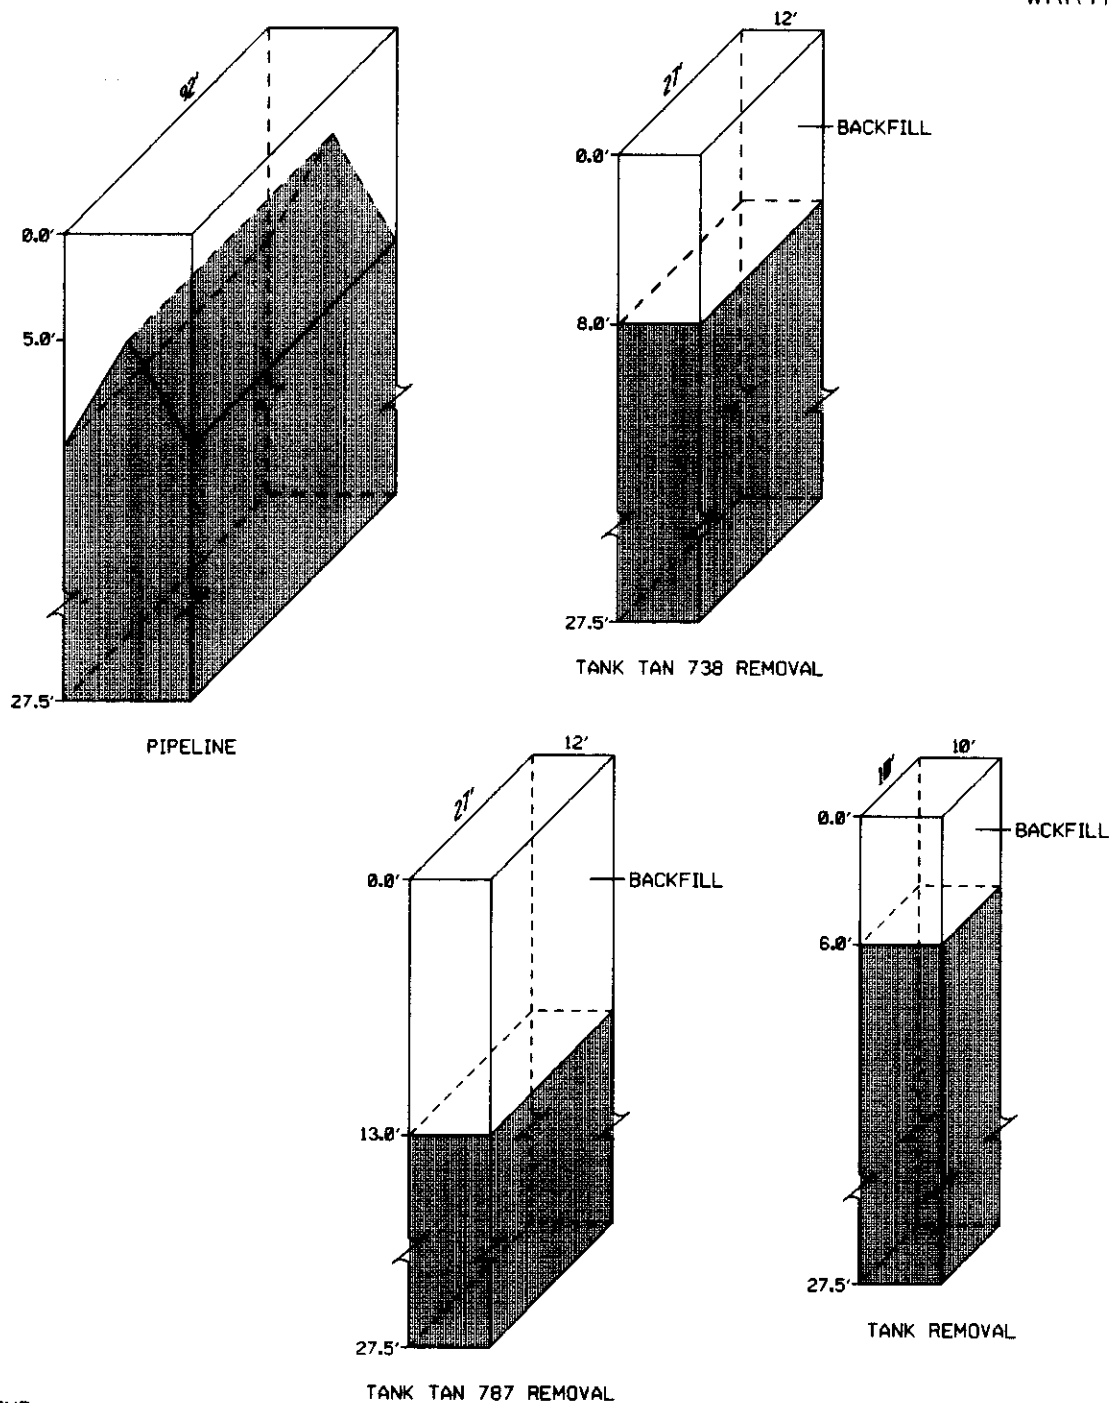 12'
92'
27'
BACKFILL
0.0'
0.0'
5.0'
8.0'
27.5'
TANK TAN 738 REMOVAL
27.5'
PIPELINE
12'
10'
27'
10'
0.0'
BACKFILL
0.0'
BACKFILL
6.0'
13.0'
27.5'
TANK REMOVAL
27.5'
TANK TAN 787 REMOVAL